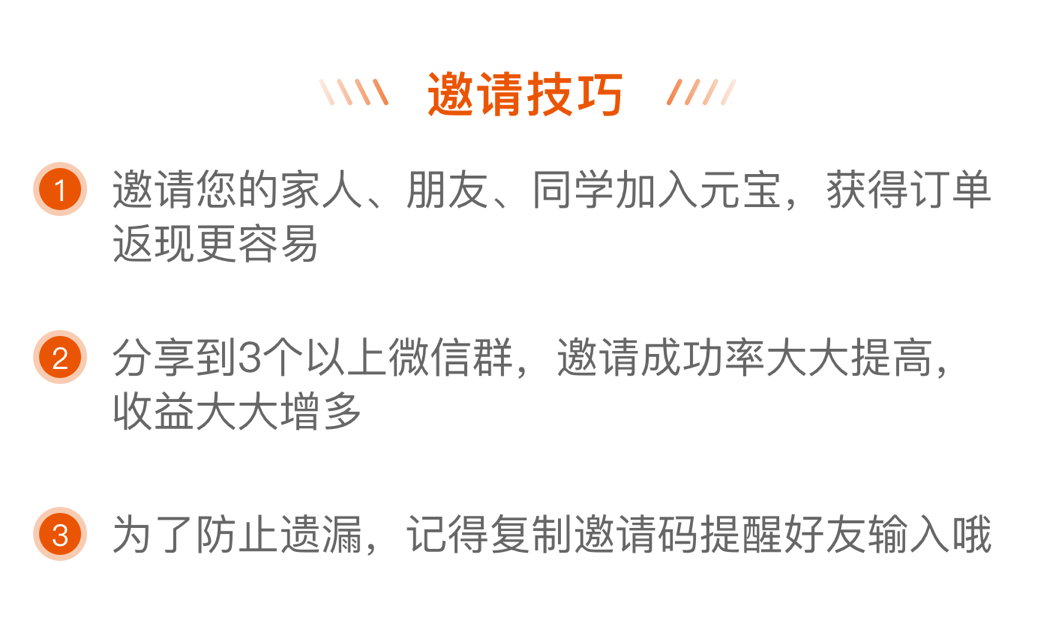 邀请技巧
1 邀请您的家人、朋友、同学加入元宝，获得订单
返现更容易
2 分享到3个以上微信群，邀请成功率大大提高，
收益大大增多
3 为了防止遗漏，记得复制邀请码提醒好友输入哦